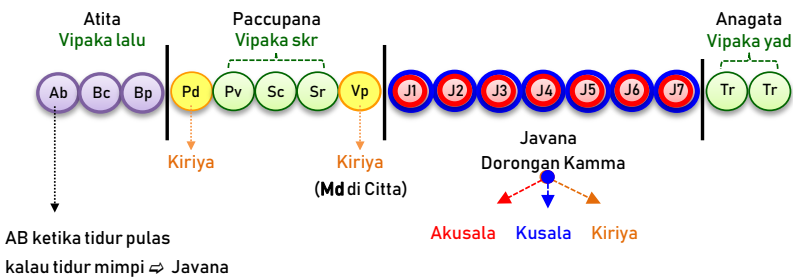 Atita Paccupana Anagata
Vipaka lalu Vipaka skr Vipaka yad
Ab Bc Bp Pd Pv Sc Sr Vp J1 J2 J3 J4 J5 J6 J7 Tr Tr
Kiriya Kiriya
(Md di Citta)
Javana
Dorongan Kamma
Akusala Kusala Kiriya
AB ketika tidur pulas
kalau tidur mimpi ⇨ Javana